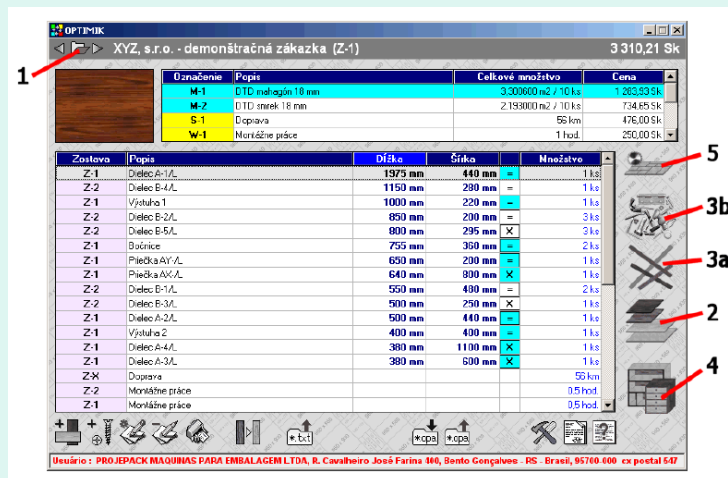 OPTIMIK
XYZ, s.r.o. - demonštračná zákazka (Z-1) 3 310,21 Sk
1
Označenie Popis Celkové množstvo Cena
M-1 DTD mahagón 18 mm 3,300600 m2 / 10 ks 1 283,93 Sk
M-2 DTD smrek 18 mm 2,193000 m2 / 10 ks 734,65 Sk
S-1 Doprava 56 km 476,00 Sk
W-1 Montážne práce 1 hod. 250,00 Sk
Zostava Popis Dĺžka Šírka Množstvo
Z-1 Dielec A-1/L 1975 mm 440 mm = 1 ks
Z-2 Dielec B-4/L 1150 mm 280 mm = 1 ks
Z-1 Výstuha 1 1000 mm 220 mm = 1 ks
Z-2 Dielec B-2/L 850 mm 200 mm = 3 ks
Z-2 Dielec B-5/L 800 mm 295 mm X 3 ks
Z-1 Bočnice 755 mm 360 mm = 2 ks
Z-1 Priečka AY-/L 650 mm 200 mm = 1 ks
Z-1 Priečka AX-/L 640 mm 800 mm X 1 ks
Z-2 Dielec B-1/L 550 mm 480 mm = 2 ks
Z-2 Dielec B-3/L 500 mm 250 mm X 1 ks
Z-1 Dielec A-2/L 500 mm 440 mm = 1 ks
Z-1 Výstuha 2 400 mm 400 mm = 1 ks
Z-1 Dielec A-4/L 380 mm 1100 mm X 1 ks
Z-1 Dielec A-3/L 380 mm 600 mm X 1 ks
Z-X Doprava 56 km
Z-2 Montážne práce 0,5 hod.
Z-1 Montážne práce 0,5 hod.
5
3b
3a
2
4
*.txt *.opa *.opa
Usuário : PROJEPACK MAQUINAS PARA EMBALAGEM LTDA, R. Cavalheiro José Farina 400, Bento Gonçalves - RS - Brasil, 95700-000 cx postal 547